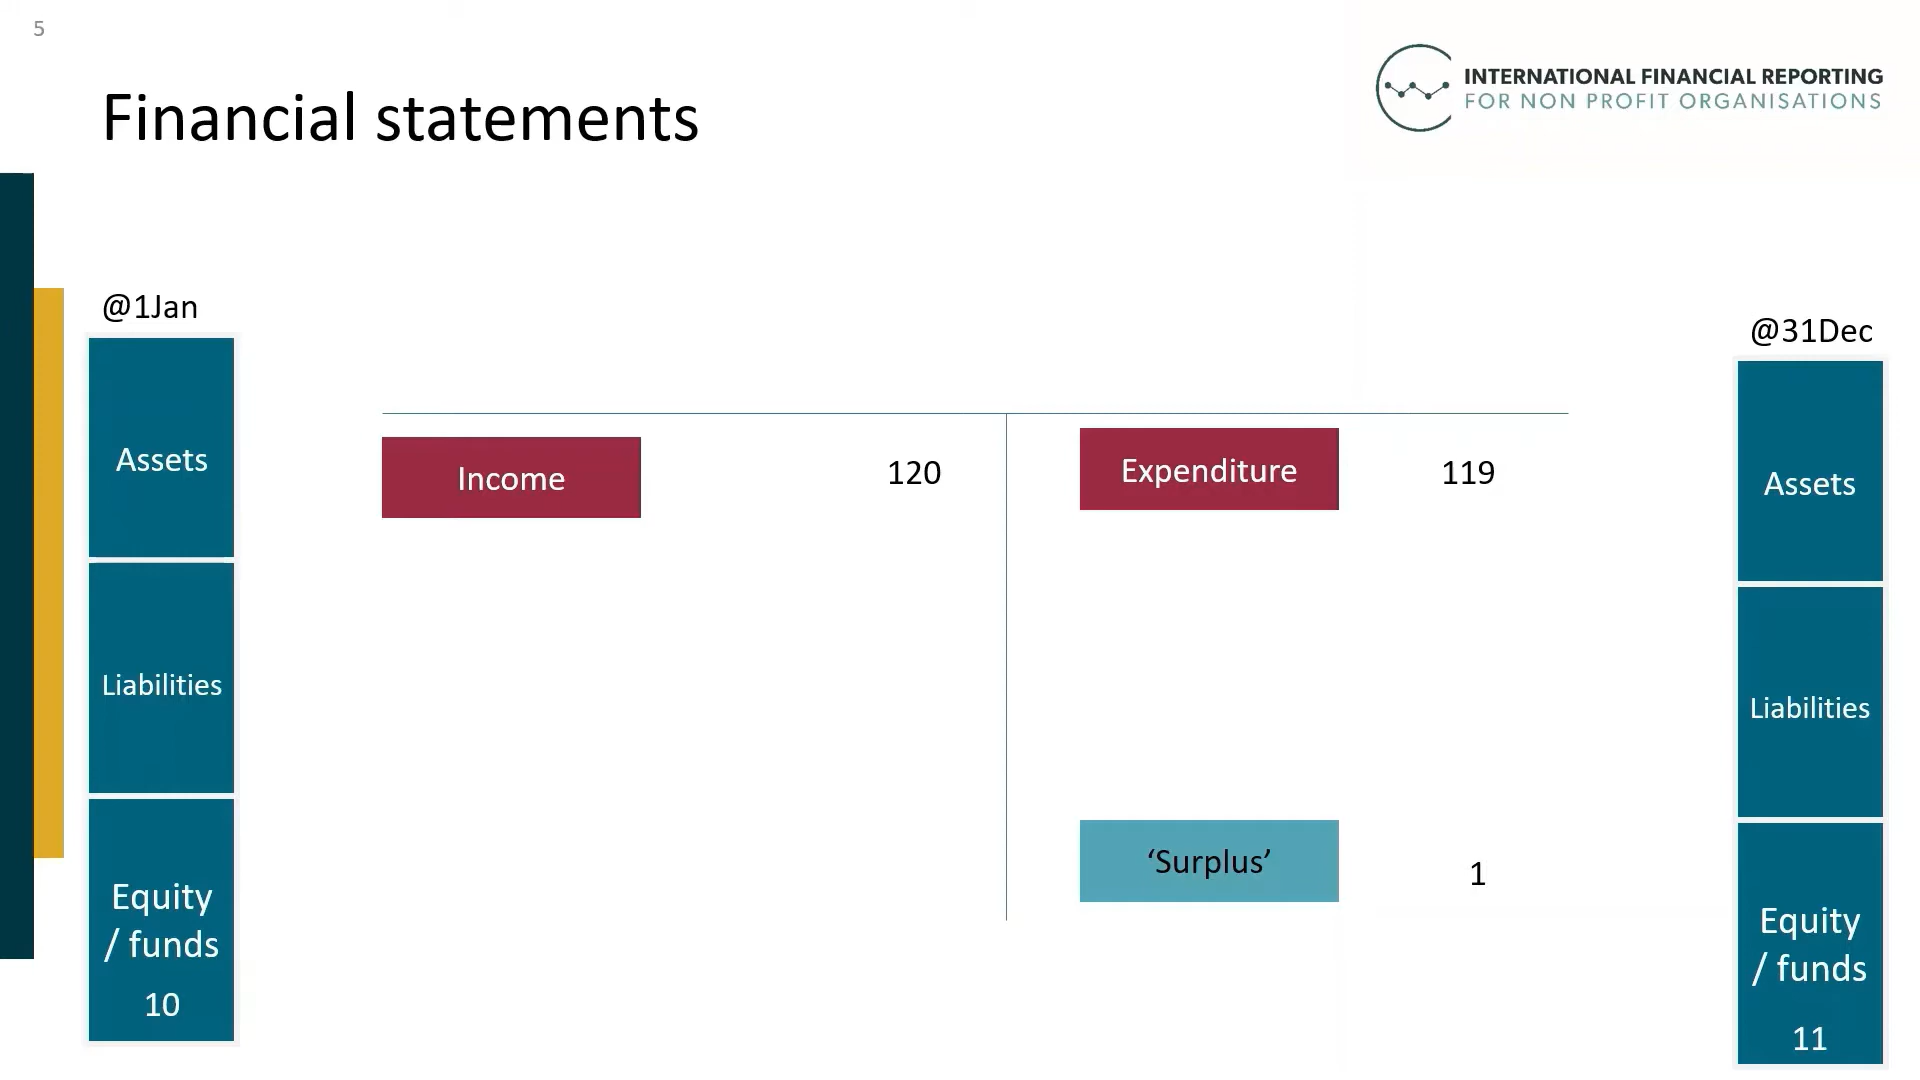 5
Financial statements
INTERNATIONAL FINANCIAL REPORTING
FOR NON PROFIT ORGANISATIONS
@1Jan
Assets
Liabilities
Equity
/ funds
10
Income
120
Expenditure
119
‘Surplus’
1
@31Dec
Assets
Liabilities
Equity
/ funds
11